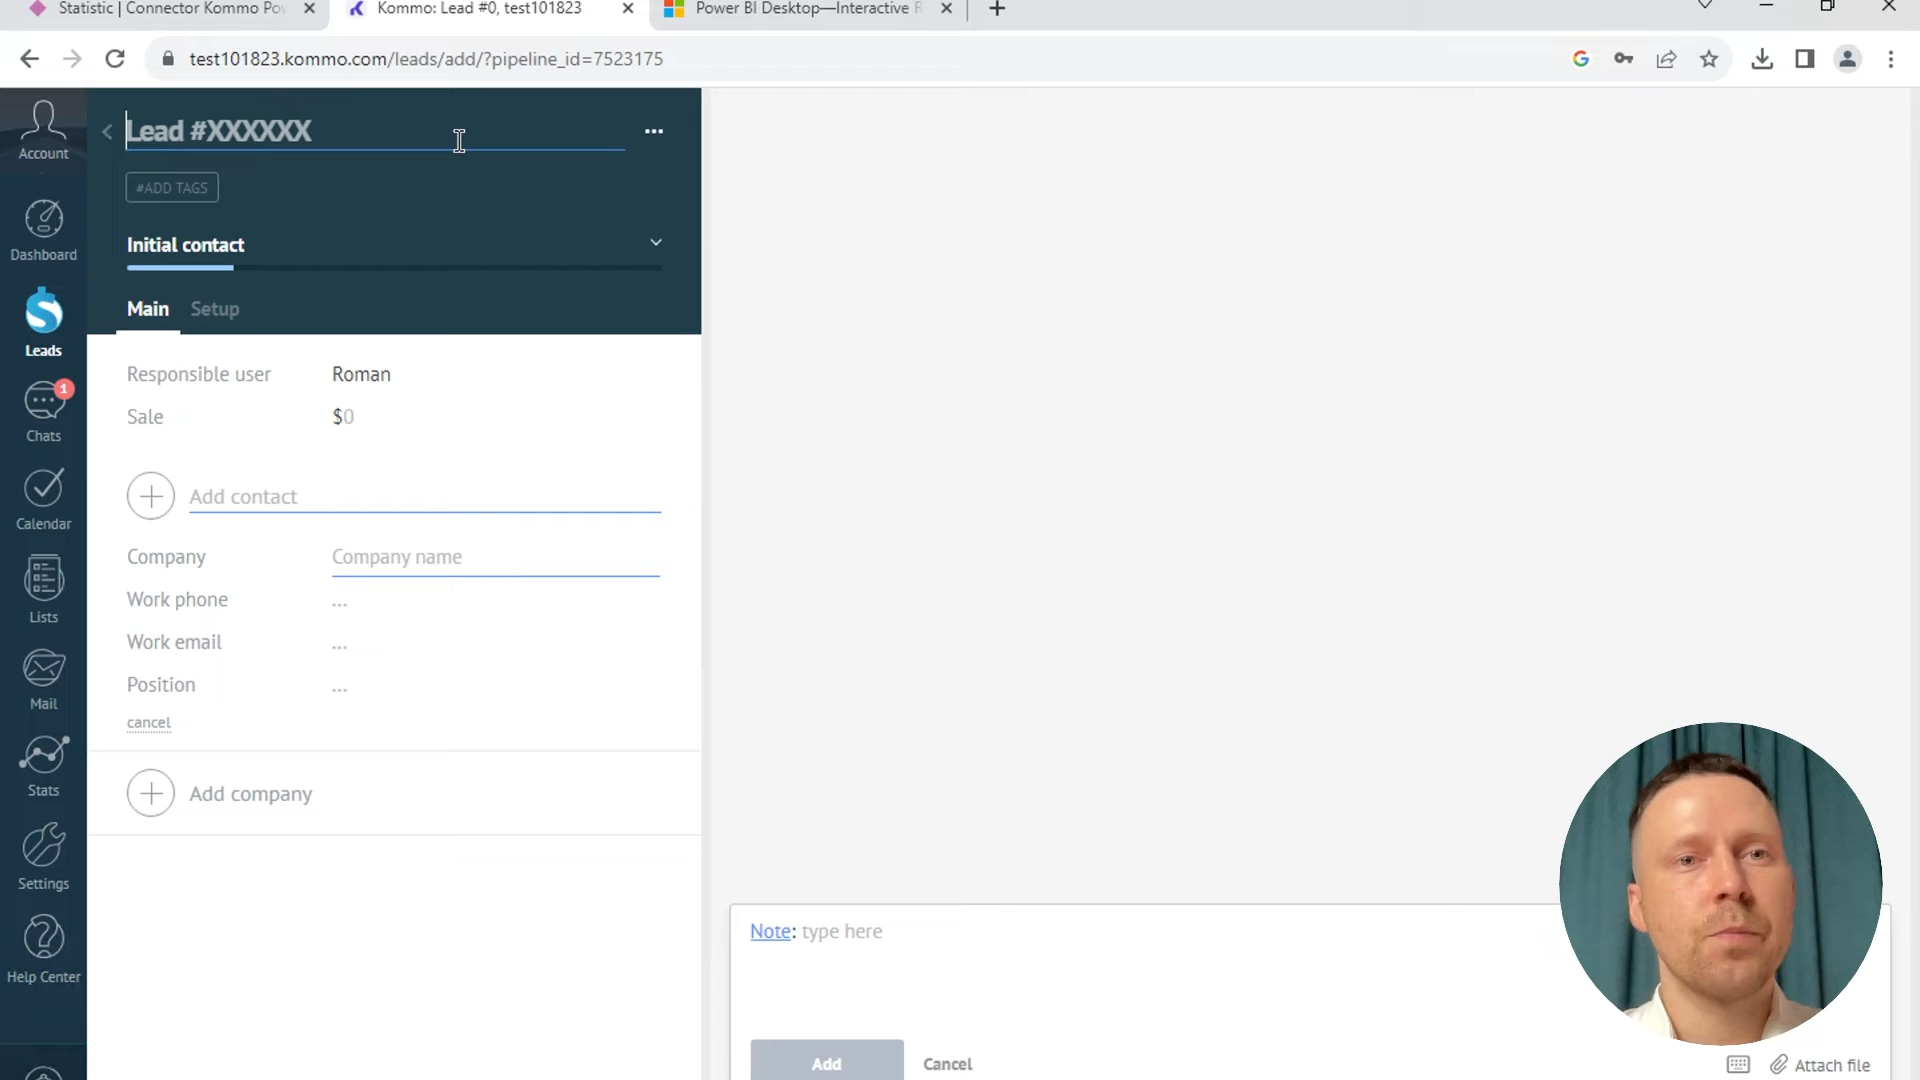 Statistic | Connector Kommo Pow
Kommo: Lead #0, test101823
Power BI Desktop—Interactive R
test101823.kommo.com/leads/add/?pipeline_id=7523175
Account
Dashboard
Leads
1
Chats
Calendar
Lists
Mail
Stats
Settings
Help Center
Lead #XXXXXX
#ADD TAGS
Initial contact
Main Setup
Responsible user Roman
Sale $0
Add contact
Company Company name
Work phone ...
Work email ...
Position ...
cancel
Add company
Note: type here
Add Cancel Attach file